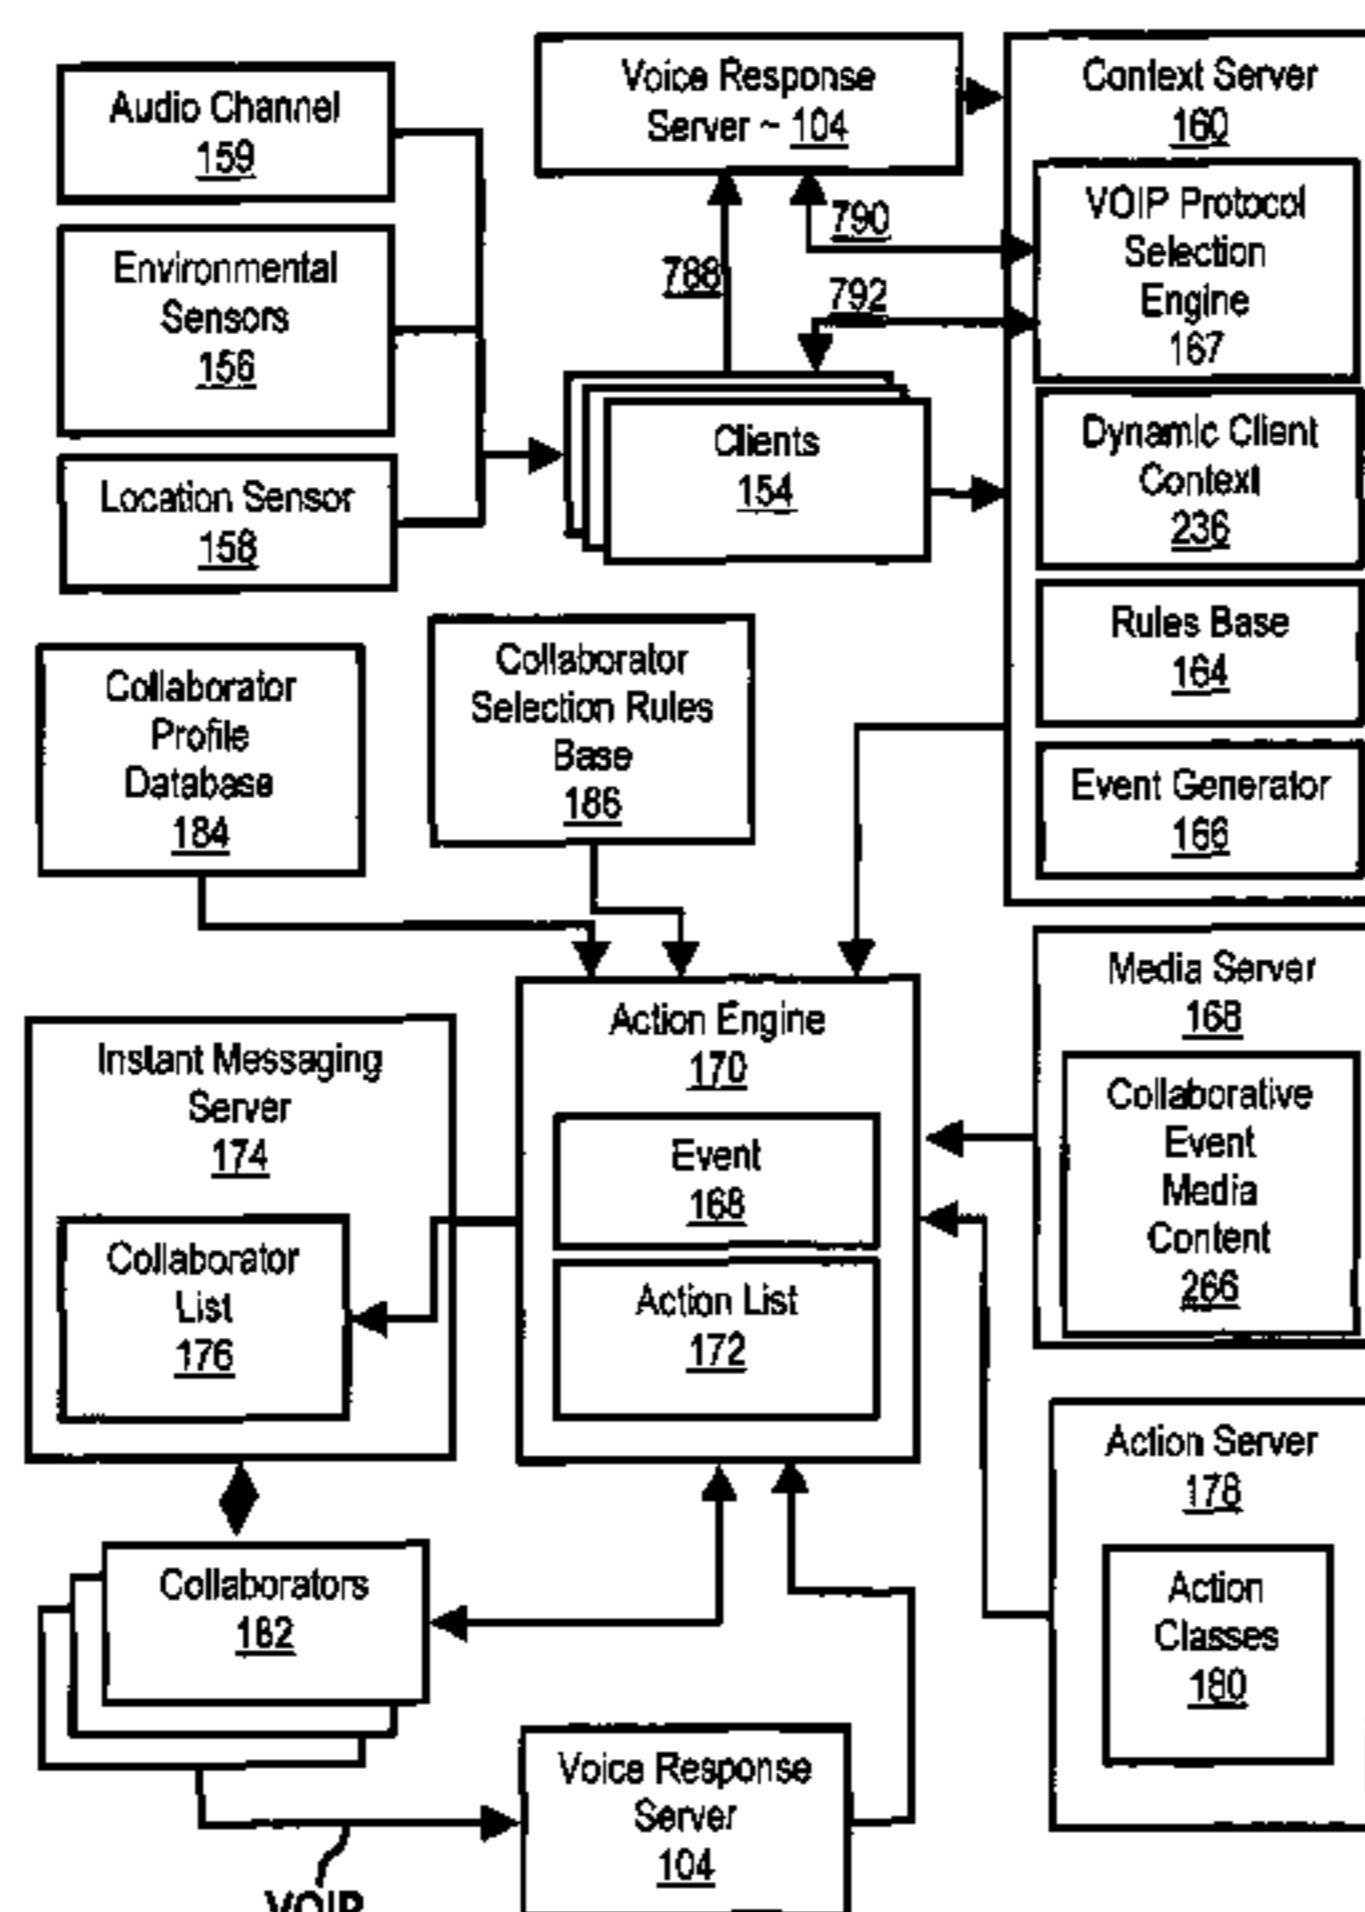 Audio Channel
159
Environmental
Sensors
156
Location Sensor
158
Voice Response
Server ~ 104
788
790
792
Clients
154
Context Server
160
VOIP Protocol
Selection
Engine
167
Dynamic Client
Context
236
Rules Base
164
Event Generator
166
Collaborator
Profile
Database
184
Collaborator
Selection Rules
Base
186
Instant Messaging
Server
174
Collaborator
List
176
Action Engine
170
Event
168
Action List
172
Media Server
168
Collaborative
Event
Media
Content
266
Action Server
178
Action
Classes
180
Collaborators
182
Voice Response
Server
104
VOIP